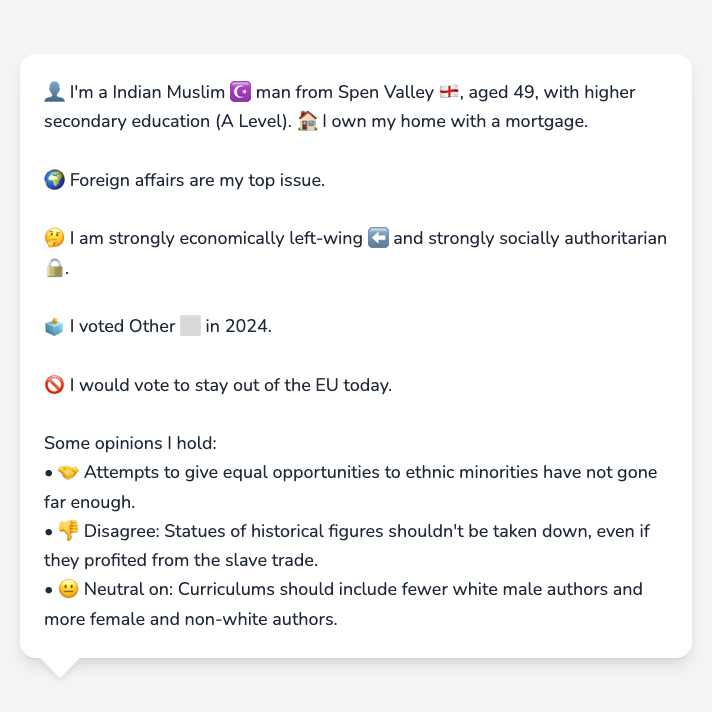 👤 I'm a Indian Muslim ☪️ man from Spen Valley 🏴󠁧󠁢󠁥󠁮󠁧󠁿, aged 49, with higher
secondary education (A Level). 🏠 I own my home with a mortgage.
🌍 Foreign affairs are my top issue.
🤔 I am strongly economically left-wing ⬅️ and strongly socially authoritarian
🔒.
🗳️ I voted Other ⬜ in 2024.
🚫 I would vote to stay out of the EU today.
Some opinions I hold:
• 🤝 Attempts to give equal opportunities to ethnic minorities have not gone
far enough.
• 👎 Disagree: Statues of historical figures shouldn't be taken down, even if
they profited from the slave trade.
• 😐 Neutral on: Curriculums should include fewer white male authors and
more female and non-white authors.